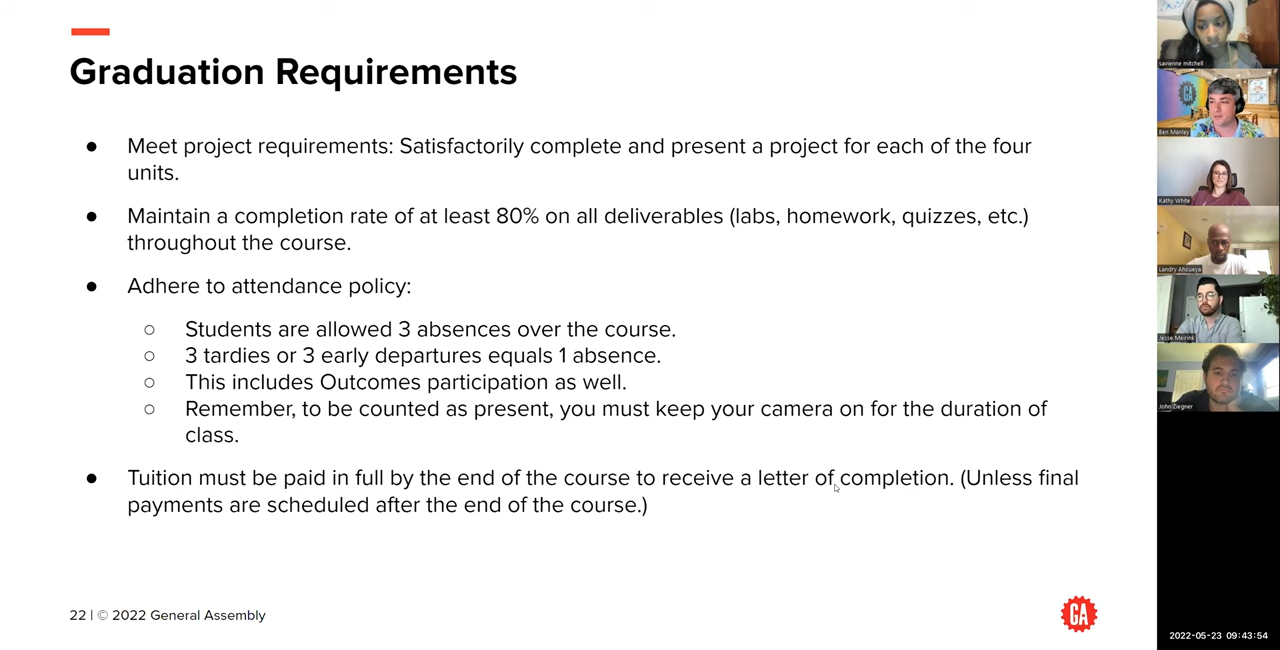 Graduation Requirements
● Meet project requirements: Satisfactorily complete and present a project for each of the four
units.
● Maintain a completion rate of at least 80% on all deliverables (labs, homework, quizzes, etc.)
throughout the course.
● Adhere to attendance policy:
○ Students are allowed 3 absences over the course.
○ 3 tardies or 3 early departures equals 1 absence.
○ This includes Outcomes participation as well.
○ Remember, to be counted as present, you must keep your camera on for the duration of
class.
● Tuition must be paid in full by the end of the course to receive a letter of completion. (Unless final
payments are scheduled after the end of the course.)
22 | © 2022 General Assembly
GA
savienne mitchell
GA
Ben Manley
Kathy White
Landry Ahoueya
Jesse Meirink
John Ziegner
2022-05-23 09:43:54